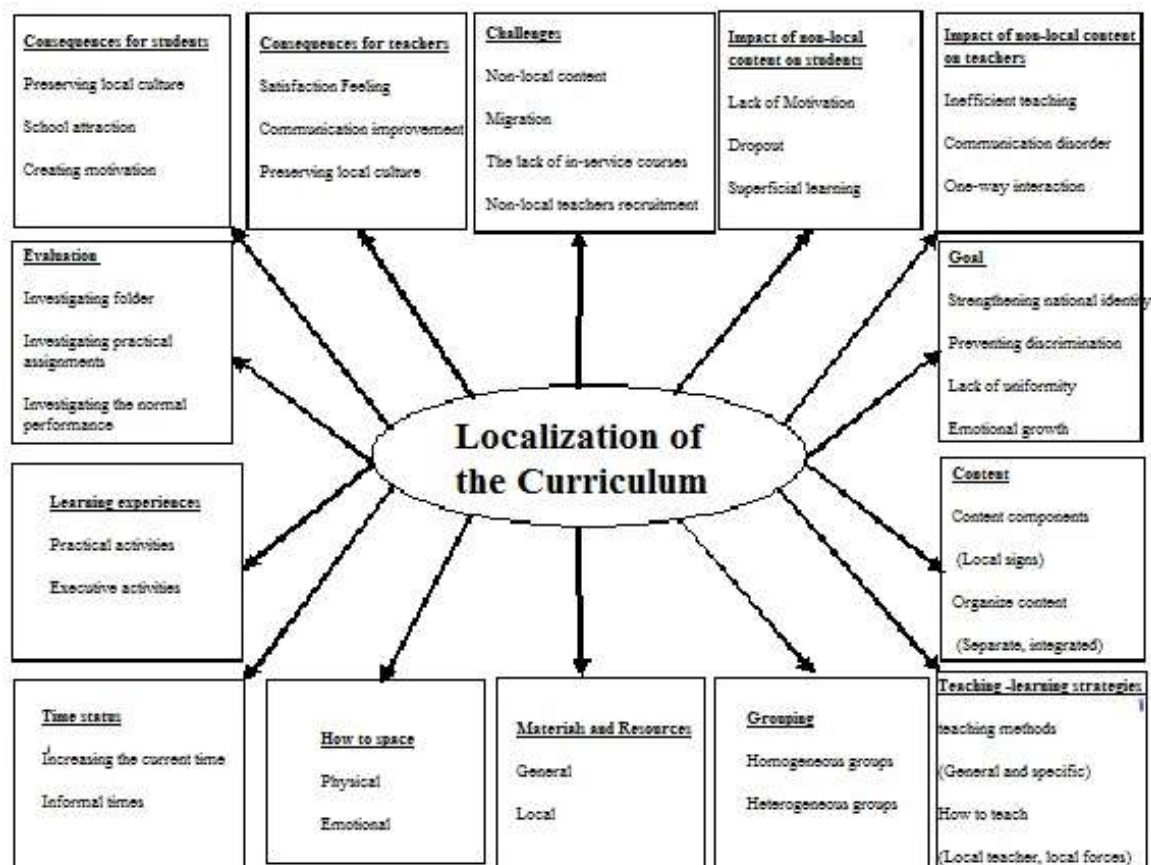 Consequences for students
Preserving local culture
School attraction
Creating motivation
Consequences for teachers
Satisfaction Feeling
Communication improvement
Preserving local culture
Challenges
Non-local content
Migration
The lack of in-service courses
Non-local teachers recruitment
Impact of non-local
content on students
Lack of Motivation
Dropout
Superficial learning
Impact of non-local content
on teachers
Inefficient teaching
Communication disorder
One-way interaction
Evaluation
Investigating folder
Investigating practical
assignments
Investigating the normal
performance
Goal
Strengthening national identity
Preventing discrimination
Lack of uniformity
Emotional growth
Localization of
the Curriculum
Learning experiences
Practical activities
Executive activities
Content
Content components
(Local signs)
Organize content
(Separate, integrated)
Time status
Increasing the current time
Informal times
How to space
Physical
Emotional
Materials and Resources
General
Local
Grouping
Homogeneous groups
Heterogeneous groups
Teaching -learning strategies
teaching methods
(General and specific)
How to teach
(Local teacher, local forces)